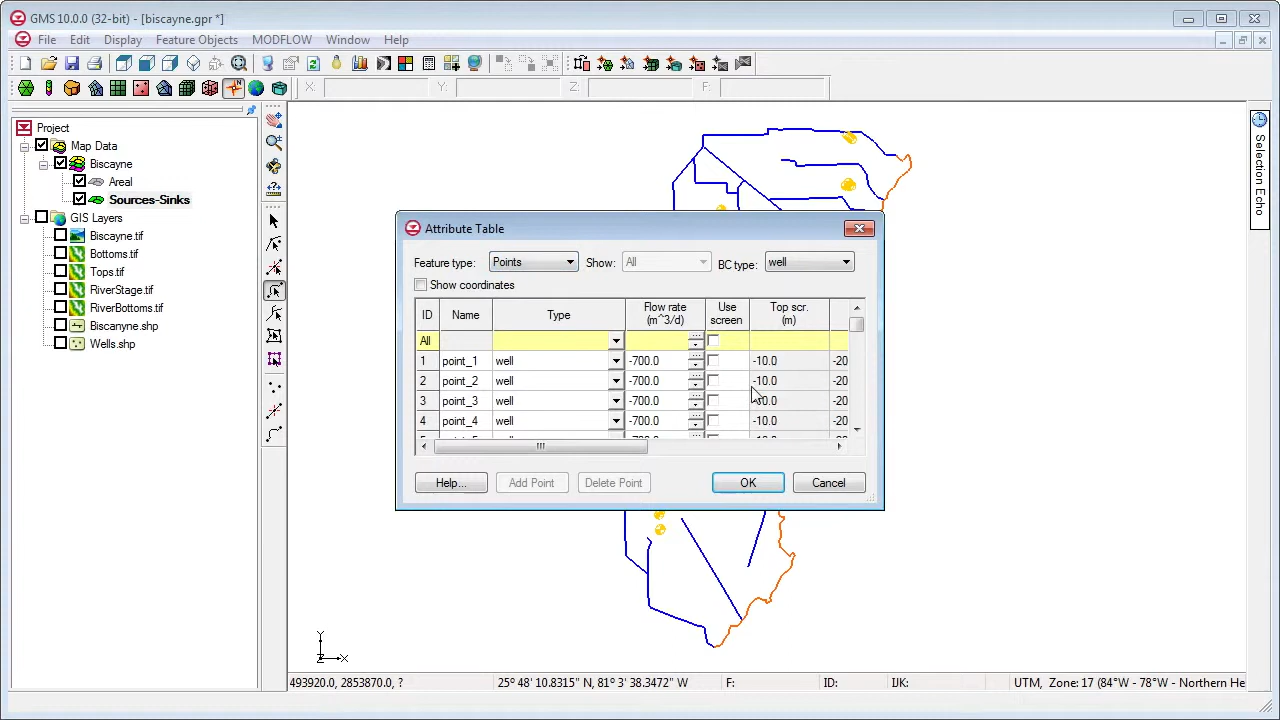 GMS 10.0.0 (32-bit) - [biscayne.gpr *]
File Edit Display Feature Objects MODFLOW Window Help
X: Y: Z: F:
Project
Map Data
Biscayne
Areal
Sources-Sinks
GIS Layers
Biscayne.tif
Bottoms.tif
Tops.tif
RiverStage.tif
RiverBottoms.tif
Biscanyne.shp
Wells.shp
Selection Echo
Attribute Table
Feature type: Points Show: All BC type: well
Show coordinates
ID Name Type Flow rate (m^3/d) Use screen Top scr. (m)
All
1 point_1 well -700.0 -10.0 -20
2 point_2 well -700.0 -10.0 -20
3 point_3 well -700.0 -10.0 -20
4 point_4 well -700.0 -10.0 -20
Help... Add Point Delete Point OK Cancel
Y
Z X
493920.0, 2853870.0, ? 25° 48' 10.8315" N, 81° 3' 38.3472" W F: ID: IJK: UTM, Zone: 17 (84°W - 78°W - Northern He